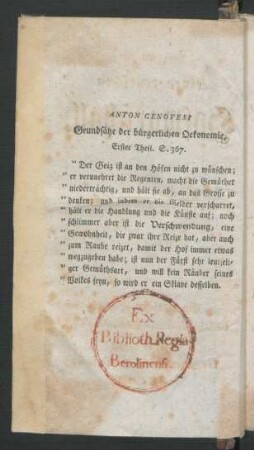 ANTON GENOVESI
Grundsätze der bürgerlichen Oekonomie,
Erster Theil. S. 367.
"Der Geiz ist an den Höfen nicht zu wünschen;
" er verunehret die Regenten, macht die Gemüther
" niederträchtig, und hält sie ab, an das Große zu
" denken; und indem er die Gelder verscharret,
" hält er die Handlung und die Künste auf; noch
" schlimmer aber ist die Verschwendung, eine
" Gewohnheit, die zwar ihre Reize hat, aber auch
" zum Raube reizet, damit der Hof immer etwas
" wegzugeben habe; ist nun der Fürst sehr leutseli-
" ger Gemüthsart, und will kein Räuber seines
" Volkes seyn, so wird er ein Sklave desselben.
Ex
Biblioth. Regia
Berolinensi.